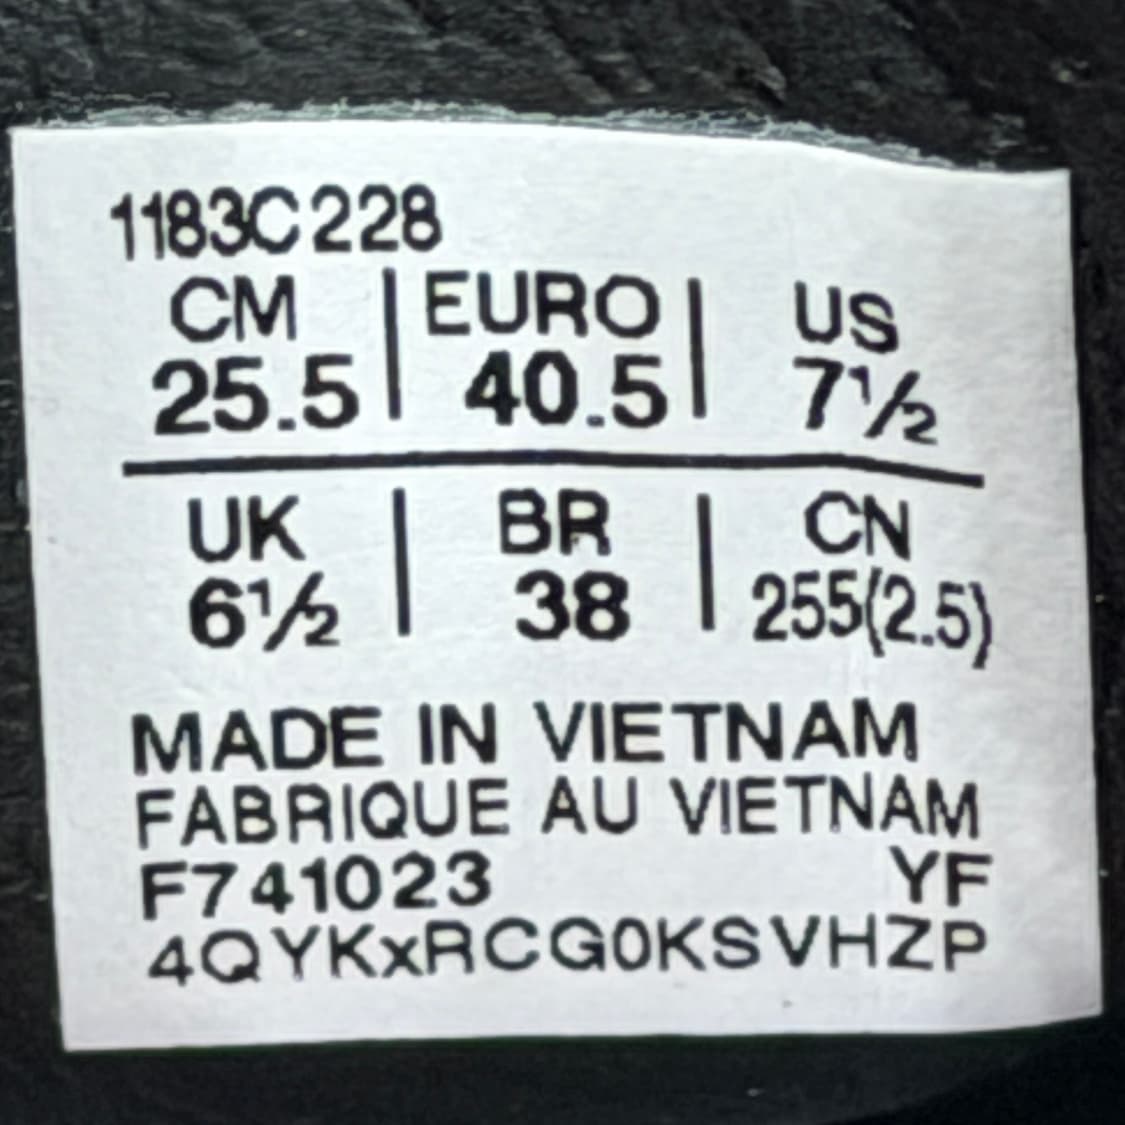 1183C228
CM | EURO | US
25.5 | 40.5 | 7½
UK | BR | CN
6½ | 38 | 255(2.5)
MADE IN VIETNAM
FABRIQUE AU VIETNAM
F741023 YF
4QYKxRCG0KSVHZP